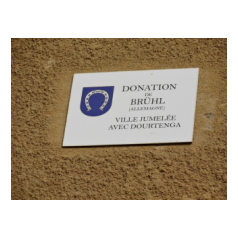 DONATION
DE
BRÜHL
(ALLEMAGNE)
VILLE JUMELÉE
AVEC DOURTENGA